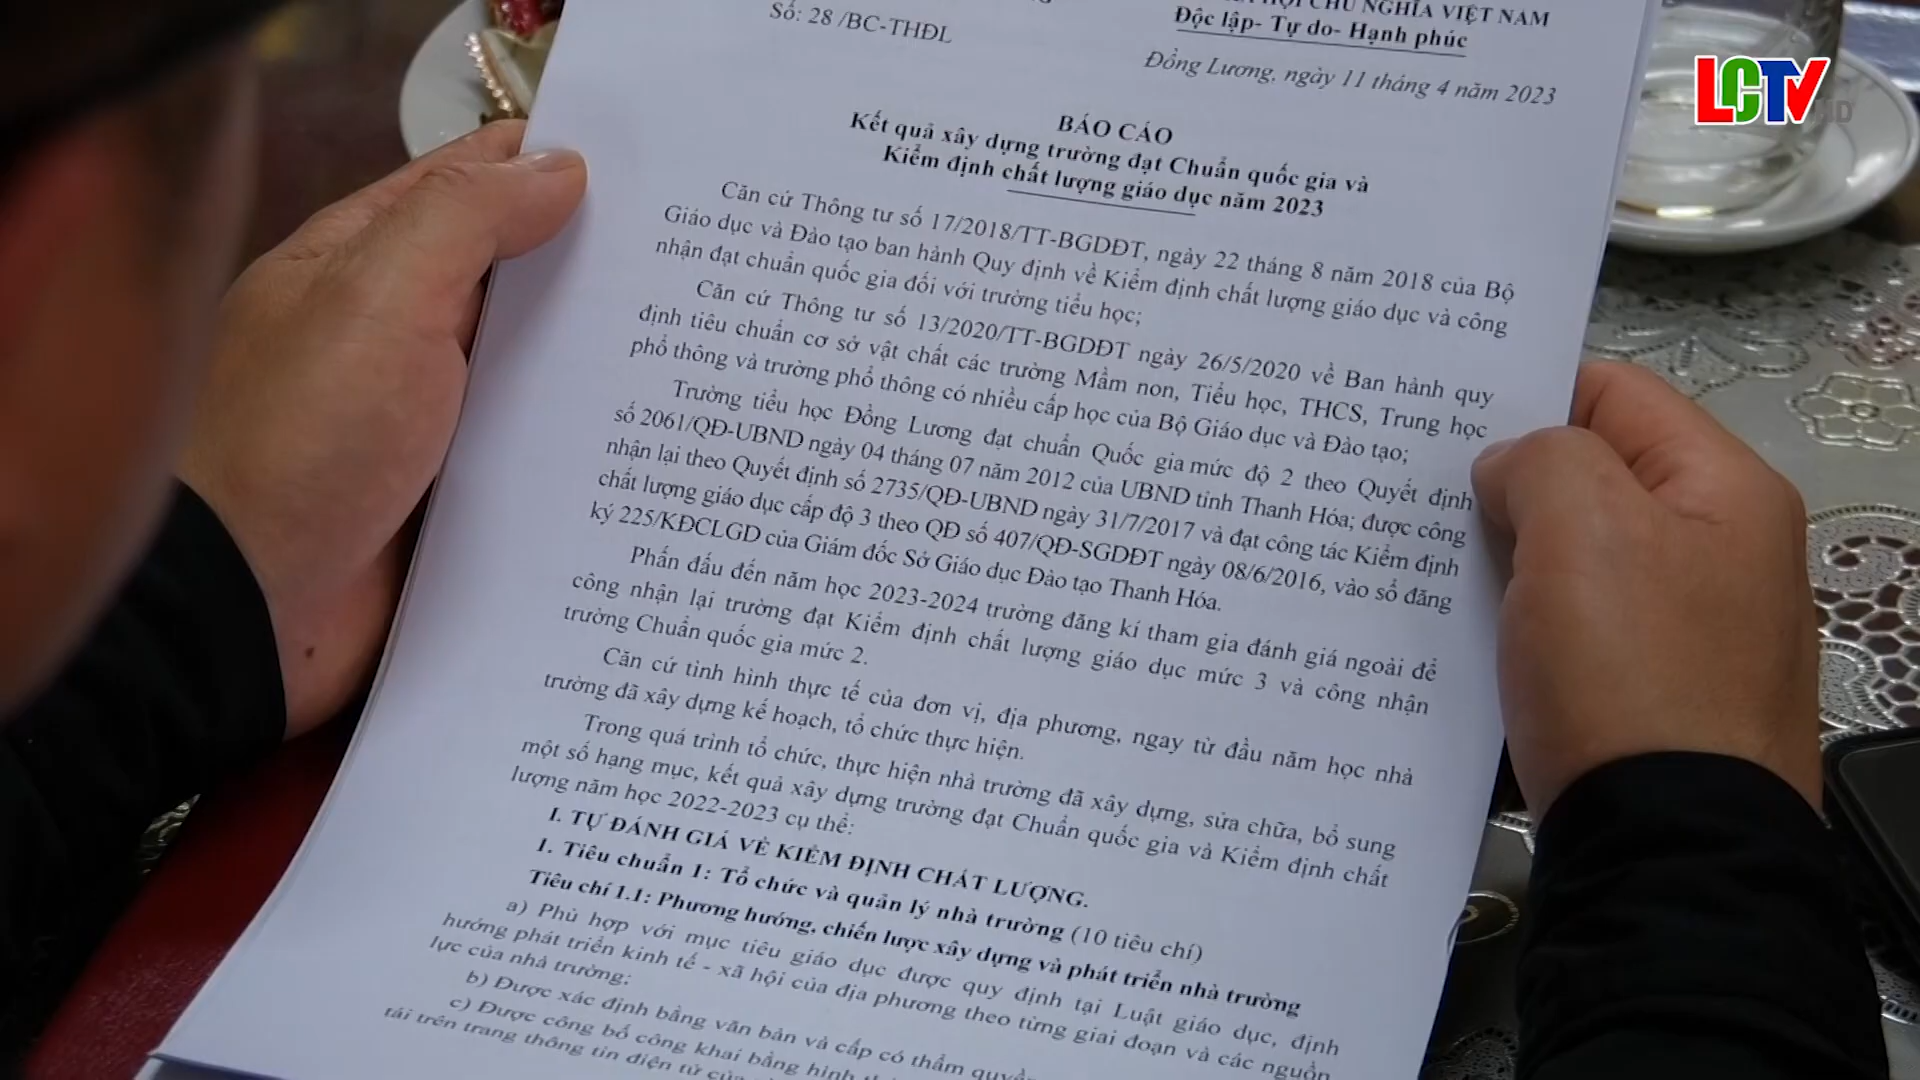 HỘI CHỦ NGHĨA VIỆT NAM
Số: 28 /BC-THĐL
Độc lập- Tự do- Hạnh phúc
LCTV HD
Đồng Lương, ngày 11 tháng 4 năm 2023
BÁO CÁO
Kết quả xây dựng trường đạt Chuẩn quốc gia và
Kiểm định chất lượng giáo dục năm 2023
Căn cứ Thông tư số 17/2018/TT-BGDĐT, ngày 22 tháng 8 năm 2018 của Bộ
Giáo dục và Đào tạo ban hành Quy định về Kiểm định chất lượng giáo dục và công
nhận đạt chuẩn quốc gia đối với trường tiểu học;
Căn cứ Thông tư số 13/2020/TT-BGDĐT ngày 26/5/2020 về Ban hành quy
định tiêu chuẩn cơ sở vật chất các trường Mầm non, Tiểu học, THCS, Trung học
phổ thông và trường phổ thông có nhiều cấp học của Bộ Giáo dục và Đào tạo;
Trường tiểu học Đồng Lương đạt chuẩn Quốc gia mức độ 2 theo Quyết định
số 2061/QĐ-UBND ngày 04 tháng 07 năm 2012 của UBND tỉnh Thanh Hóa; được công
nhận lại theo Quyết định số 2735/QĐ-UBND ngày 31/7/2017 và đạt công tác Kiểm định
chất lượng giáo dục cấp độ 3 theo QĐ số 407/QĐ-SGDĐT ngày 08/6/2016, vào sổ đăng
ký 225/KĐCLGD của Giám đốc Sở Giáo dục Đào tạo Thanh Hóa.
Phấn đấu đến năm học 2023-2024 trường đăng kí tham gia đánh giá ngoài để
công nhận lại trường đạt Kiểm định chất lượng giáo dục mức 3 và công nhận
trường Chuẩn quốc gia mức 2.
Căn cứ tình hình thực tế của đơn vị, địa phương, ngay từ đầu năm học nhà
trường đã xây dựng kế hoạch, tổ chức thực hiện.
Trong quá trình tổ chức, thực hiện nhà trường đã xây dựng, sửa chữa, bổ sung
một số hạng mục, kết quả xây dựng trường đạt Chuẩn quốc gia và Kiểm định chất
lượng năm học 2022-2023 cụ thể:
I. TỰ ĐÁNH GIÁ VỀ KIỂM ĐỊNH CHẤT LƯỢNG.
1. Tiêu chuẩn 1: Tổ chức và quản lý nhà trường (10 tiêu chí)
Tiêu chí 1.1: Phương hướng, chiến lược xây dựng và phát triển nhà trường
a) Phù hợp với mục tiêu giáo dục được quy định tại Luật giáo dục, định
hướng phát triển kinh tế - xã hội của địa phương theo từng giai đoạn và các nguồn
lực của nhà trường;
b) Được xác định bằng văn bản và cấp có thẩm quyền
c) Được công bố công khai bằng hình
tải trên trang thông tin điện tử của